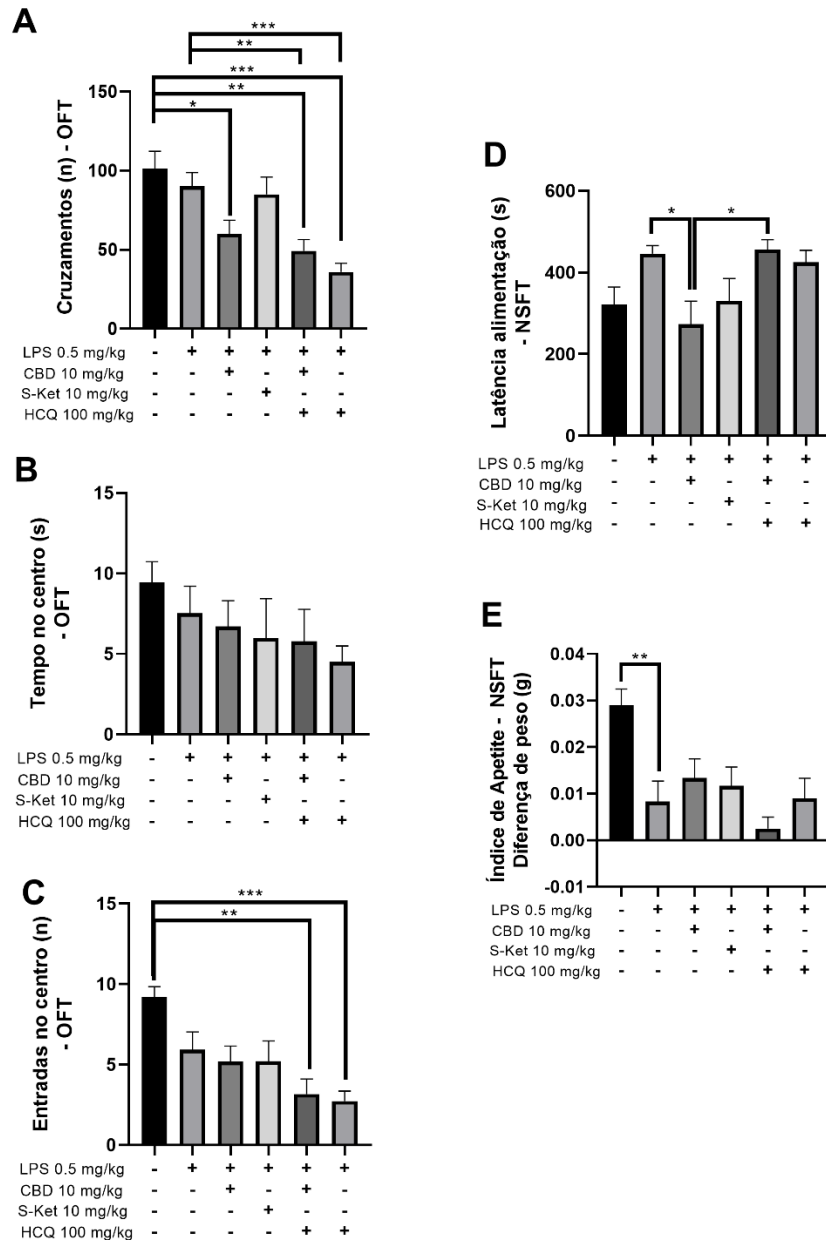 A
***
**
***
**
*
150
100
50
0
Cruzamentos (n) - OFT
LPS 0.5 mg/kg - + + + + +
CBD 10 mg/kg - - + - + -
S-Ket 10 mg/kg - - - + - -
HCQ 100 mg/kg - - - - + +
B
15
10
5
0
Tempo no centro (s)
- OFT
LPS 0.5 mg/kg - + + + + +
CBD 10 mg/kg - - + - + -
S-Ket 10 mg/kg - - - + - -
HCQ 100 mg/kg - - - - + +
C
***
**
15
10
5
0
Entradas no centro (n)
- OFT
LPS 0.5 mg/kg - + + + + +
CBD 10 mg/kg - - + - + -
S-Ket 10 mg/kg - - - + - -
HCQ 100 mg/kg - - - - + +
D
* *
600
400
200
0
Latência alimentação (s)
- NSFT
LPS 0.5 mg/kg - + + + + +
CBD 10 mg/kg - - + - + -
S-Ket 10 mg/kg - - - + - -
HCQ 100 mg/kg - - - - + +
E
**
0.04
0.03
0.02
0.01
0.00
-0.01
Índice de Apetite - NSFT
Diferença de peso (g)
LPS 0.5 mg/kg - + + + + +
CBD 10 mg/kg - - + - + -
S-Ket 10 mg/kg - - - + - -
HCQ 100 mg/kg - - - - + +